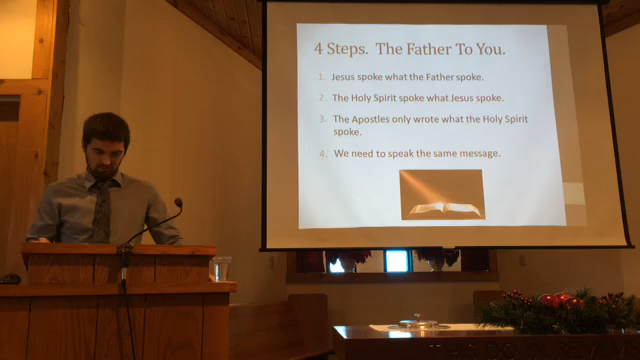 4 Steps. The Father To You.
1. Jesus spoke what the Father spoke.
2. The Holy Spirit spoke what Jesus spoke.
3. The Apostles only wrote what the Holy Spirit
spoke.
4. We need to speak the same message.